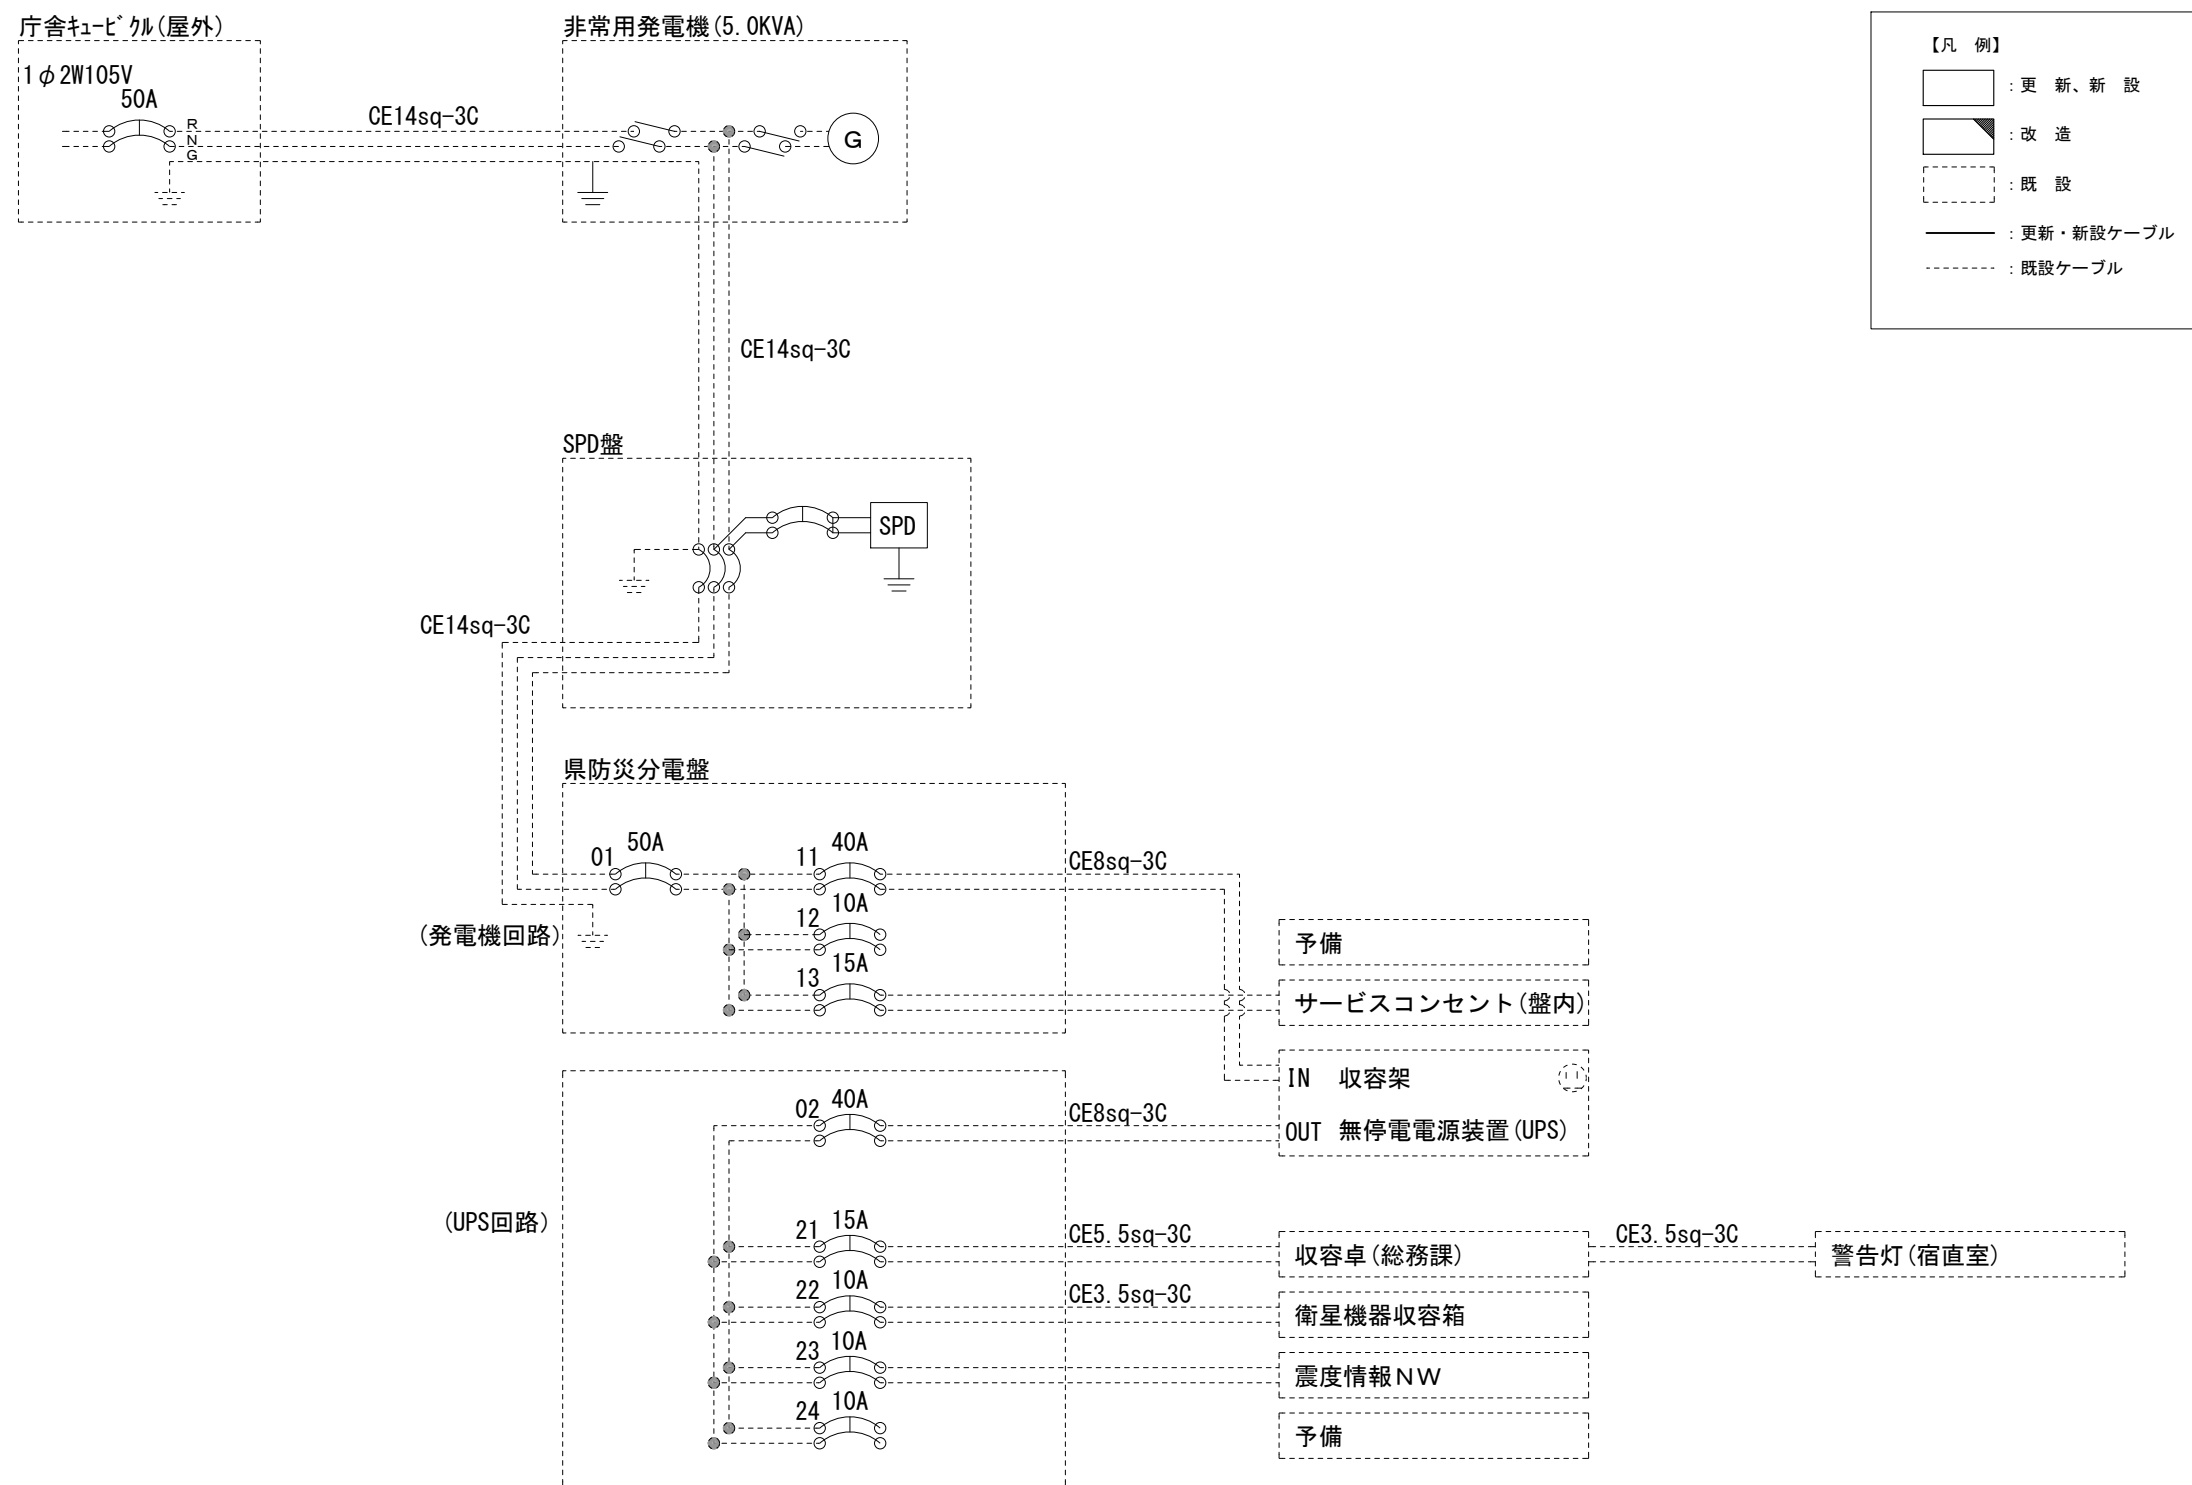 庁舎ｷｭｰﾋﾞｸﾙ(屋外)
1φ2W105V
50A
R
N
G
CE14sq-3C
非常用発電機(5.0KVA)
G
【凡　例】
：更　新、新　設
：改　造
：既　設
：更新・新設ケーブル
：既設ケーブル
CE14sq-3C
SPD盤
SPD
CE14sq-3C
県防災分電盤
01
50A
11
40A
CE8sq-3C
12
10A
13
15A
(発電機回路)
予備
サービスコンセント(盤内)
IN　収容架
OUT　無停電電源装置(UPS)
02
40A
CE8sq-3C
(UPS回路)
21
15A
CE5.5sq-3C
収容卓(総務課)
CE3.5sq-3C
警告灯(宿直室)
22
10A
CE3.5sq-3C
衛星機器収容箱
23
10A
震度情報ＮＷ
24
10A
予備